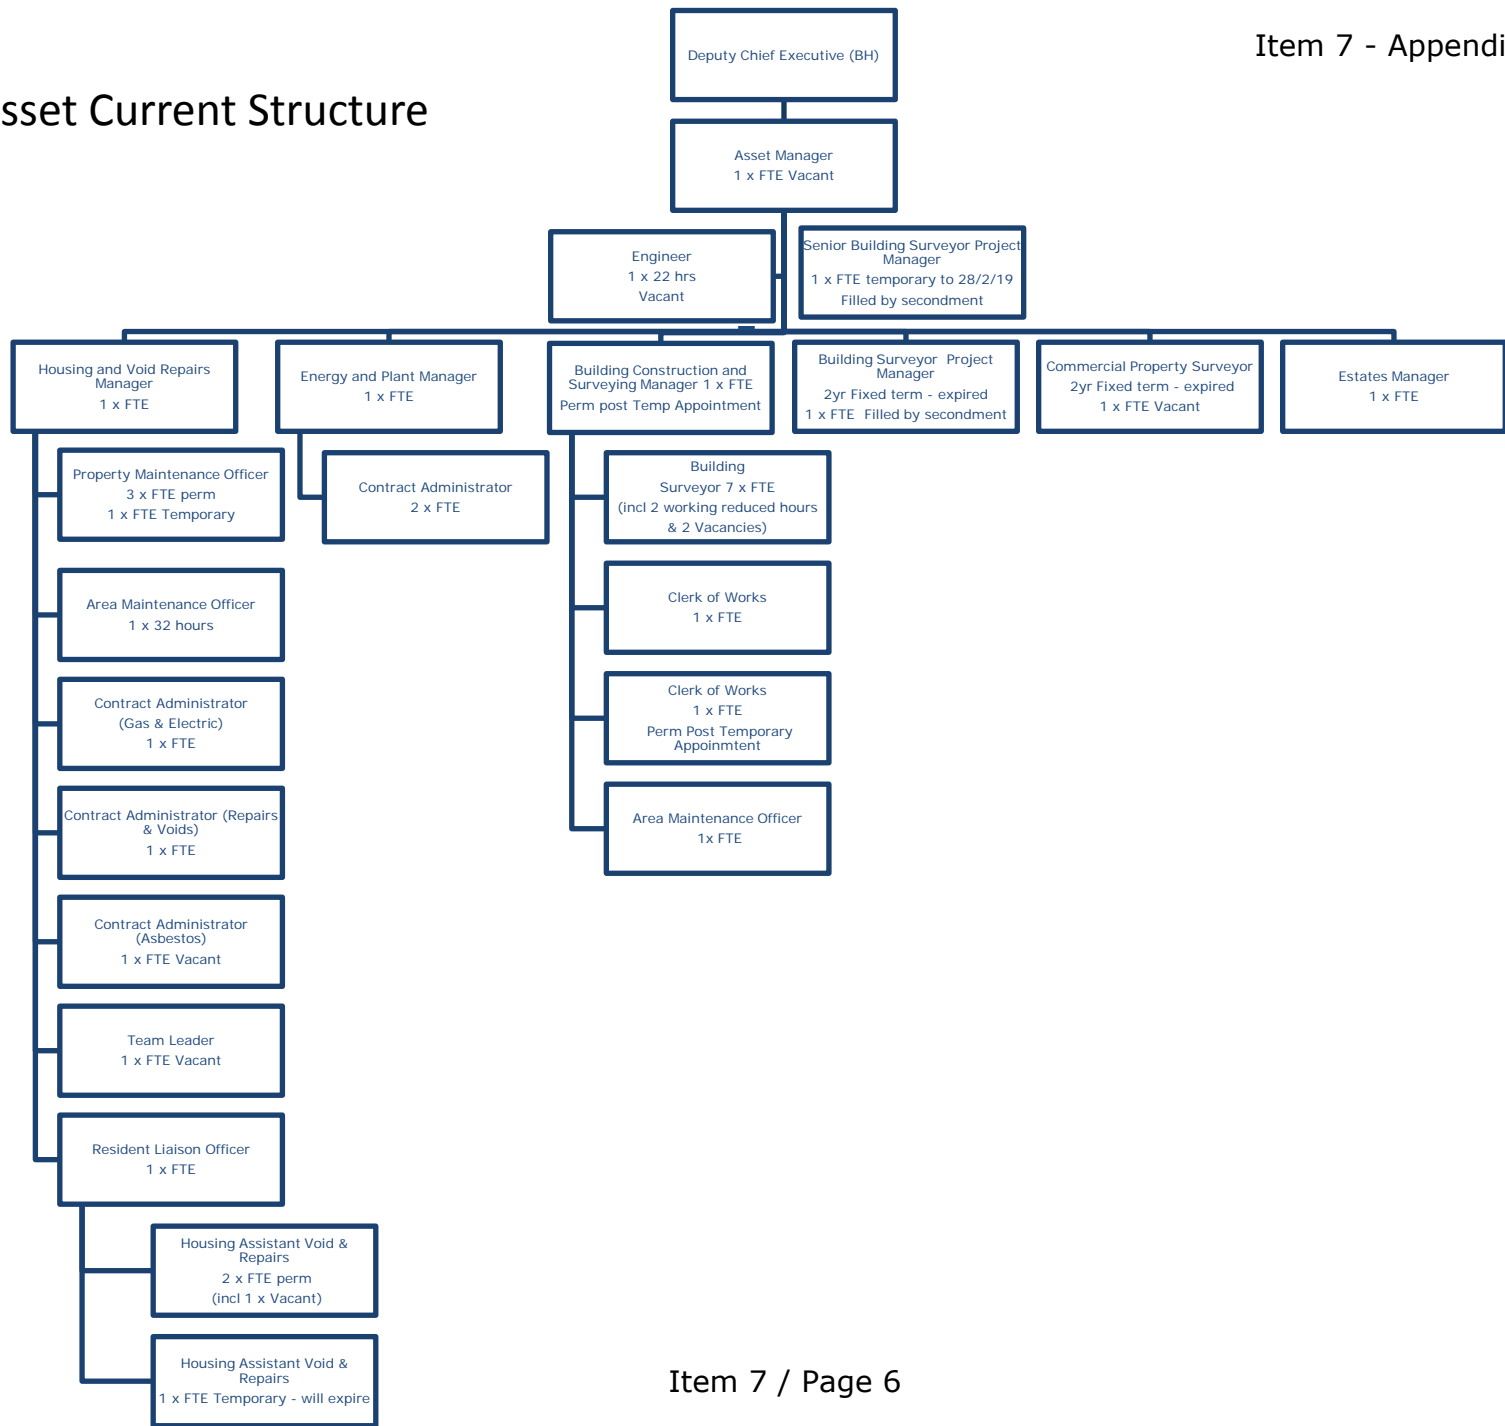 Item 7 - Appendi
sset Current Structure
Deputy Chief Executive (BH)
Asset Manager
1 x FTE Vacant
Engineer
1 x 22 hrs
Vacant
Senior Building Surveyor Project
Manager
1 x FTE temporary to 28/2/19
Filled by secondment
Housing and Void Repairs
Manager
1 x FTE
Energy and Plant Manager
1 x FTE
Building Construction and
Surveying Manager 1 x FTE
Perm post Temp Appointment
Building Surveyor Project
Manager
2yr Fixed term - expired
1 x FTE Filled by secondment
Commercial Property Surveyor
2yr Fixed term - expired
1 x FTE Vacant
Estates Manager
1 x FTE
Property Maintenance Officer
3 x FTE perm
1 x FTE Temporary
Area Maintenance Officer
1 x 32 hours
Contract Administrator
(Gas & Electric)
1 x FTE
Contract Administrator (Repairs
& Voids)
1 x FTE
Contract Administrator
(Asbestos)
1 x FTE Vacant
Team Leader
1 x FTE Vacant
Resident Liaison Officer
1 x FTE
Housing Assistant Void &
Repairs
2 x FTE perm
(incl 1 x Vacant)
Housing Assistant Void &
Repairs
1 x FTE Temporary - will expire
Contract Administrator
2 x FTE
Building
Surveyor 7 x FTE
(incl 2 working reduced hours
& 2 Vacancies)
Clerk of Works
1 x FTE
Clerk of Works
1 x FTE
Perm Post Temporary
Appoinmtent
Area Maintenance Officer
1x FTE
Item 7 / Page 6